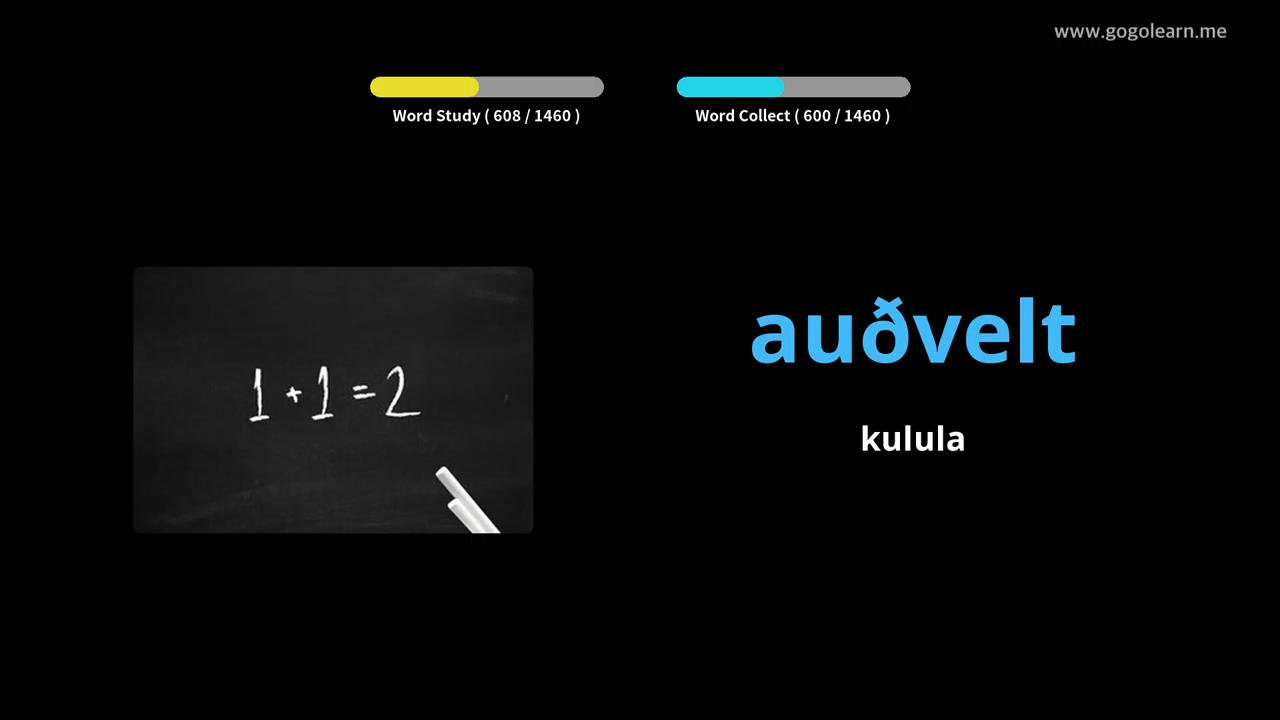 www.gogolearn.me
Word Study ( 608 / 1460 )
Word Collect ( 600 / 1460 )
1 + 1 = 2
auðvelt
kulula